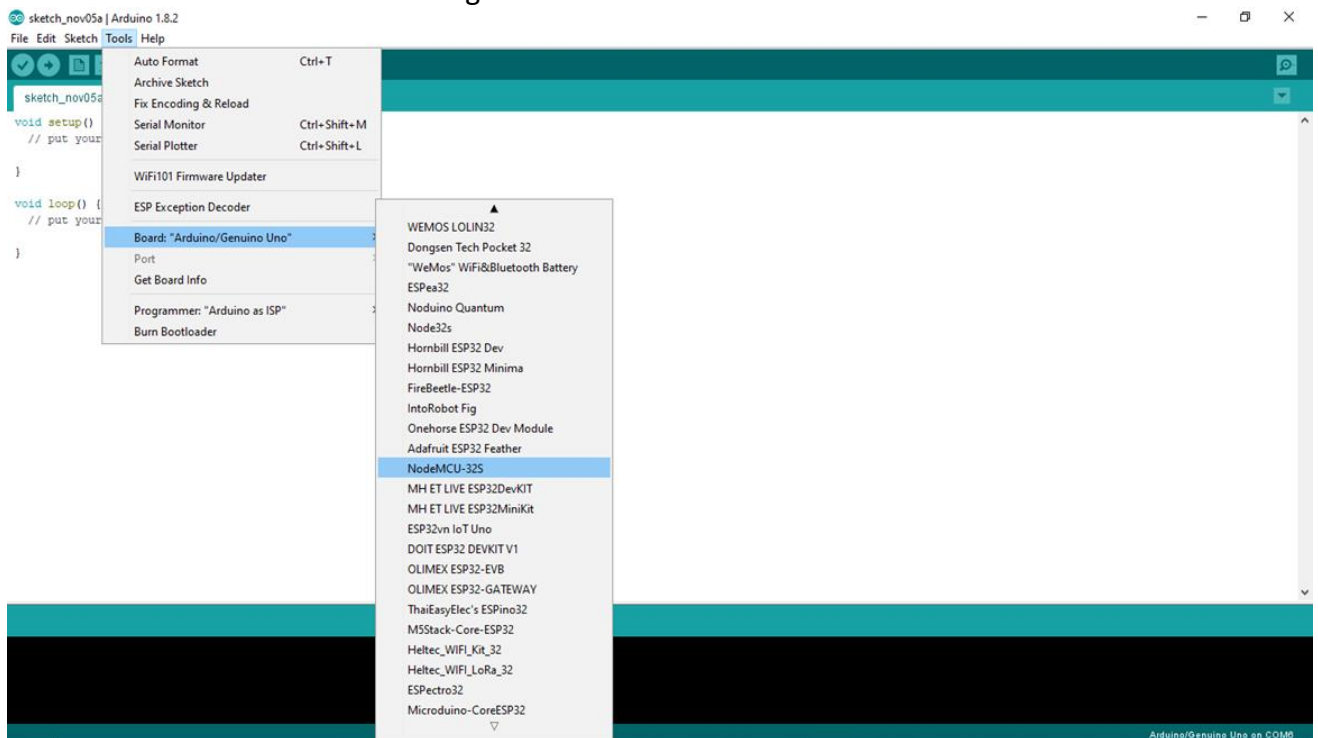 sketch_nov05a | Arduino 1.8.2
File Edit Sketch Tools Help
sketch_nov05a
void setup()
// put your
}
void loop() {
// put your
}
Auto Format Ctrl+T
Archive Sketch
Fix Encoding & Reload
Serial Monitor Ctrl+Shift+M
Serial Plotter Ctrl+Shift+L
WiFi101 Firmware Updater
ESP Exception Decoder
Board: "Arduino/Genuino Uno"
Port
Get Board Info
Programmer: "Arduino as ISP"
Burn Bootloader
WEMOS LOLIN32
Dongsen Tech Pocket 32
"WeMos" WiFi&Bluetooth Battery
ESPea32
Noduino Quantum
Node32s
Hornbill ESP32 Dev
Hornbill ESP32 Minima
FireBeetle-ESP32
IntoRobot Fig
Onehorse ESP32 Dev Module
Adafruit ESP32 Feather
NodeMCU-32S
MH ET LIVE ESP32DevKIT
MH ET LIVE ESP32MiniKit
ESP32vn IoT Uno
DOIT ESP32 DEVKIT V1
OLIMEX ESP32-EVB
OLIMEX ESP32-GATEWAY
ThaiEasyElec's ESPino32
M5Stack-Core-ESP32
Heltec_WIFI_Kit_32
Heltec_WIFI_LoRa_32
ESPectro32
Microduino-CoreESP32
Arduino/Genuino Uno on COM6